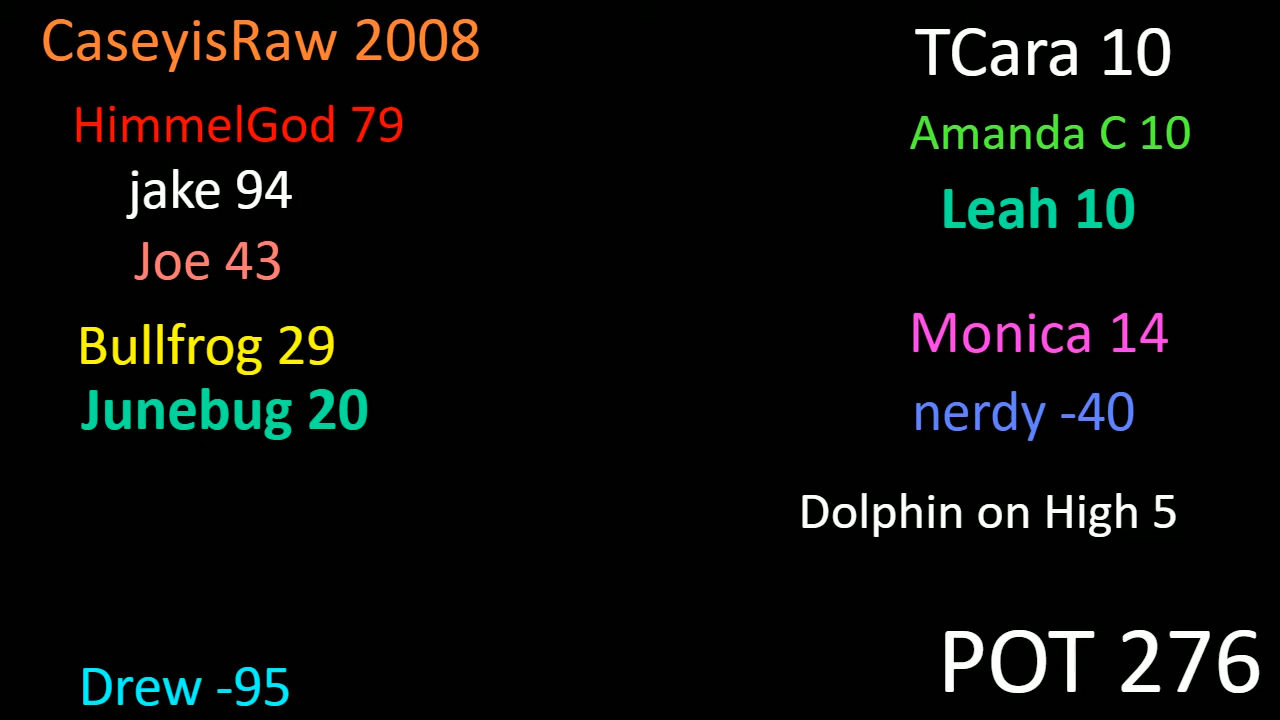 CaseyisRaw 2008
HimmelGod 79
jake 94
Joe 43
Bullfrog 29
Junebug 20
Drew -95
TCara 10
Amanda C 10
Leah 10
Monica 14
nerdy -40
Dolphin on High 5
POT 276